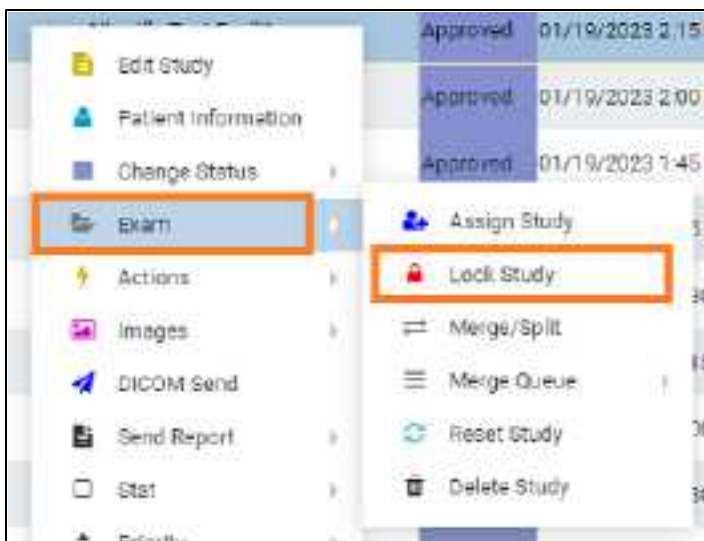 Approved 01/19/2023 2:15
Edit Study
Approved 01/19/2023 2:00
Patient Information
Change Status
Approved 01/19/2023 1:45
Exam
Assign Study
Actions
Lock Study
Images
Merge/Split
DICOM Send
Merge Queue
Send Report
Reset Study
Stat
Delete Study
Priority